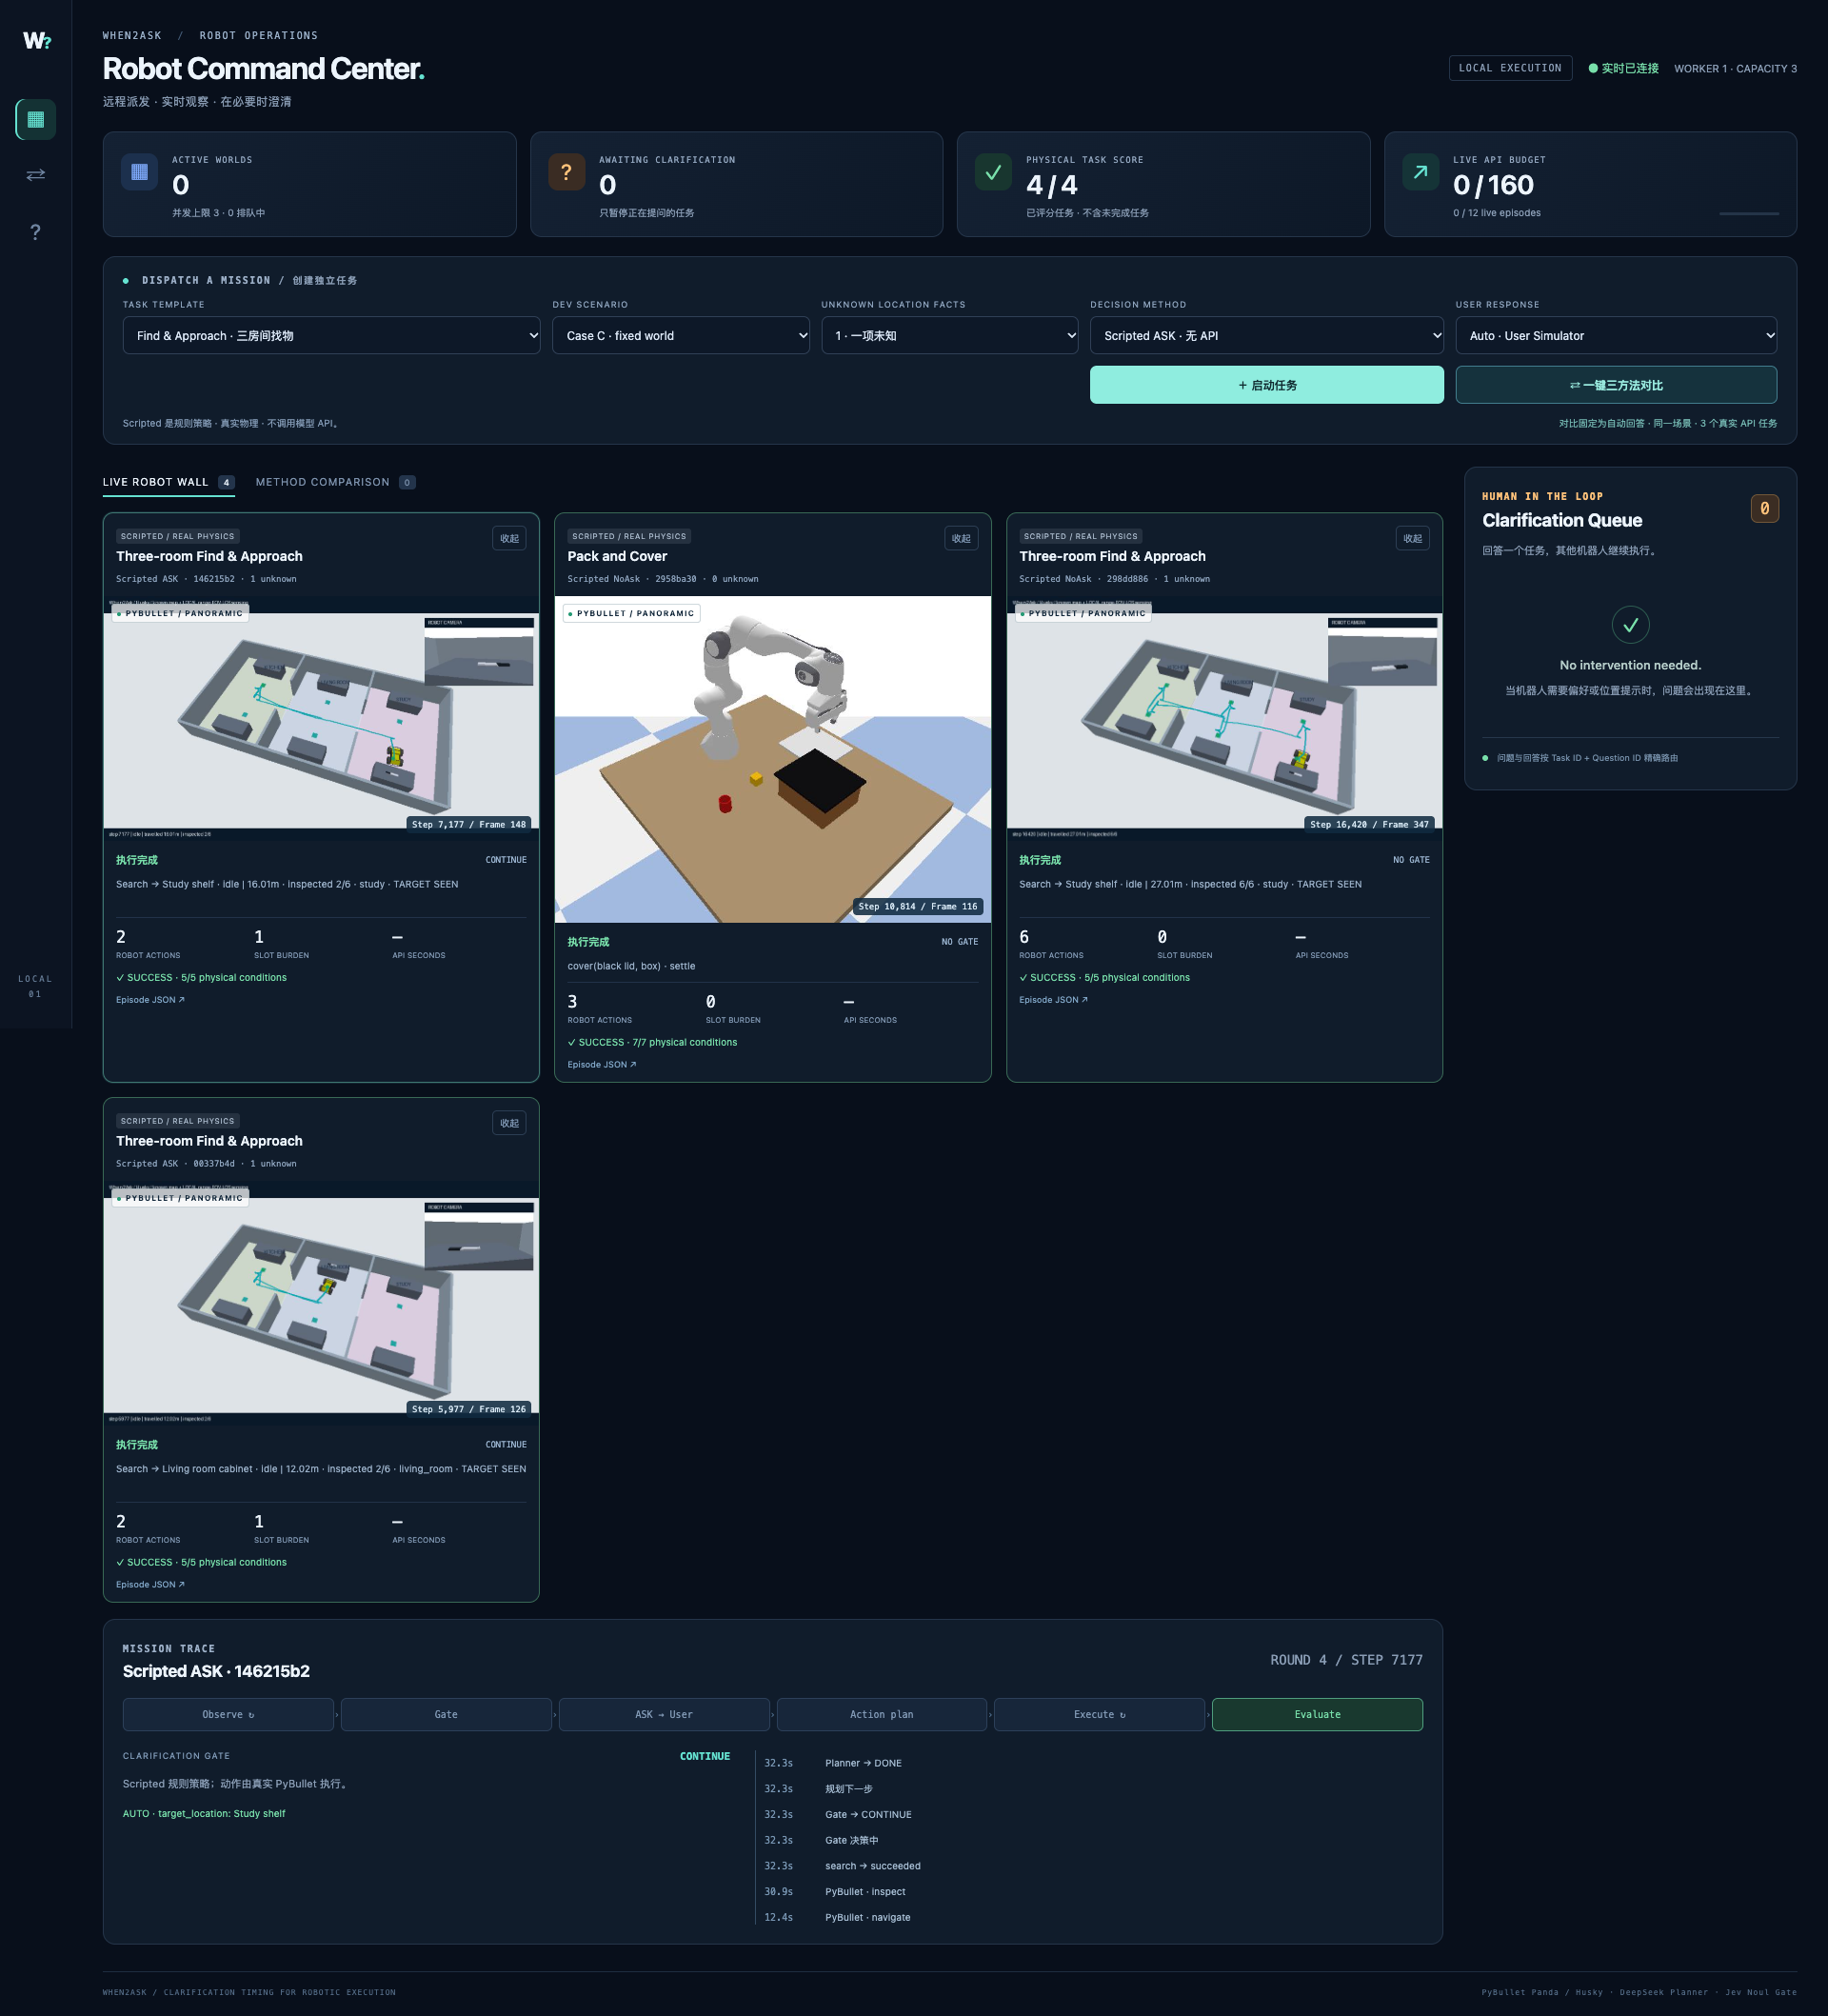 W?
WHEN2ASK / ROBOT OPERATIONS
Robot Command Center.
远程派发 · 实时观察 · 在必要时澄清
LOCAL EXECUTION
实时已连接
WORKER 1 · CAPACITY 3
ACTIVE WORLDS
0
并发上限 3 · 0 排队中
?
AWAITING CLARIFICATION
0
只暂停正在提问的任务
PHYSICAL TASK SCORE
4/4
已评分任务 · 不含未完成任务
LIVE API BUDGET
0/160
0 / 12 live episodes
?
DISPATCH A MISSION / 创建独立任务
TASK TEMPLATE
Find & Approach · 三房间找物
DEV SCENARIO
Case C · fixed world
UNKNOWN LOCATION FACTS
1 · 一项未知
DECISION METHOD
Scripted ASK · 无 API
USER RESPONSE
Auto · User Simulator
+ 启动任务
⇄ 一键三方法对比
Scripted 是规则策略 · 真实物理 · 不调用模型 API。
对比固定为自动回答 · 同一场景 · 3 个真实 API 任务
LIVE ROBOT WALL 4
METHOD COMPARISON 0
SCRIPTED / REAL PHYSICS
收起
Three-room Find & Approach
Scripted ASK · 146215b2 · 1 unknown
PYBULLET / PANORAMIC
ROBOT CAMERA
Step 7,177 / Frame 148
执行完成
CONTINUE
Search → Study shelf · idle | 16.01m · inspected 2/6 · study · TARGET SEEN
2
ROBOT ACTIONS
1
SLOT BURDEN
—
API SECONDS
✓ SUCCESS · 5/5 physical conditions
Episode JSON ↗
SCRIPTED / REAL PHYSICS
收起
Pack and Cover
Scripted NoAsk · 2958ba30 · 0 unknown
PYBULLET / PANORAMIC
Step 10,814 / Frame 116
执行完成
NO GATE
cover(black lid, box) · settle
3
ROBOT ACTIONS
0
SLOT BURDEN
—
API SECONDS
✓ SUCCESS · 7/7 physical conditions
Episode JSON ↗
SCRIPTED / REAL PHYSICS
收起
Three-room Find & Approach
Scripted NoAsk · 298dd886 · 1 unknown
PYBULLET / PANORAMIC
ROBOT CAMERA
Step 16,420 / Frame 347
执行完成
NO GATE
Search → Study shelf · idle | 27.01m · inspected 6/6 · study · TARGET SEEN
6
ROBOT ACTIONS
0
SLOT BURDEN
—
API SECONDS
✓ SUCCESS · 5/5 physical conditions
Episode JSON ↗
HUMAN IN THE LOOP
Clarification Queue
0
回答一个任务，其他机器人继续执行。
No intervention needed.
当机器人需要偏好或位置提示时，问题会出现在这里。
问题与回答按 Task ID + Question ID 精确路由
LOCAL
01
SCRIPTED / REAL PHYSICS
收起
Three-room Find & Approach
Scripted ASK · 00337b4d · 1 unknown
PYBULLET / PANORAMIC
ROBOT CAMERA
Step 5,977 / Frame 126
执行完成
CONTINUE
Search → Living room cabinet · idle | 12.02m · inspected 2/6 · living_room · TARGET SEEN
2
ROBOT ACTIONS
1
SLOT BURDEN
—
API SECONDS
✓ SUCCESS · 5/5 physical conditions
Episode JSON ↗
MISSION TRACE
Scripted ASK · 146215b2
ROUND 4 / STEP 7177
Observe ↻ › Gate › ASK → User › Action plan › Execute ↻ › Evaluate
CLARIFICATION GATE
CONTINUE
Scripted 规则策略；动作由真实 PyBullet 执行。
AUTO · target_location: Study shelf
32.3s Planner → DONE
32.3s 规划下一步
32.3s Gate → CONTINUE
32.3s Gate 决策中
32.3s search → succeeded
30.9s PyBullet · inspect
12.4s PyBullet · navigate
WHEN2ASK / CLARIFICATION TIMING FOR ROBOTIC EXECUTION
PyBullet Panda / Husky · DeepSeek Planner · Jev Noul Gate